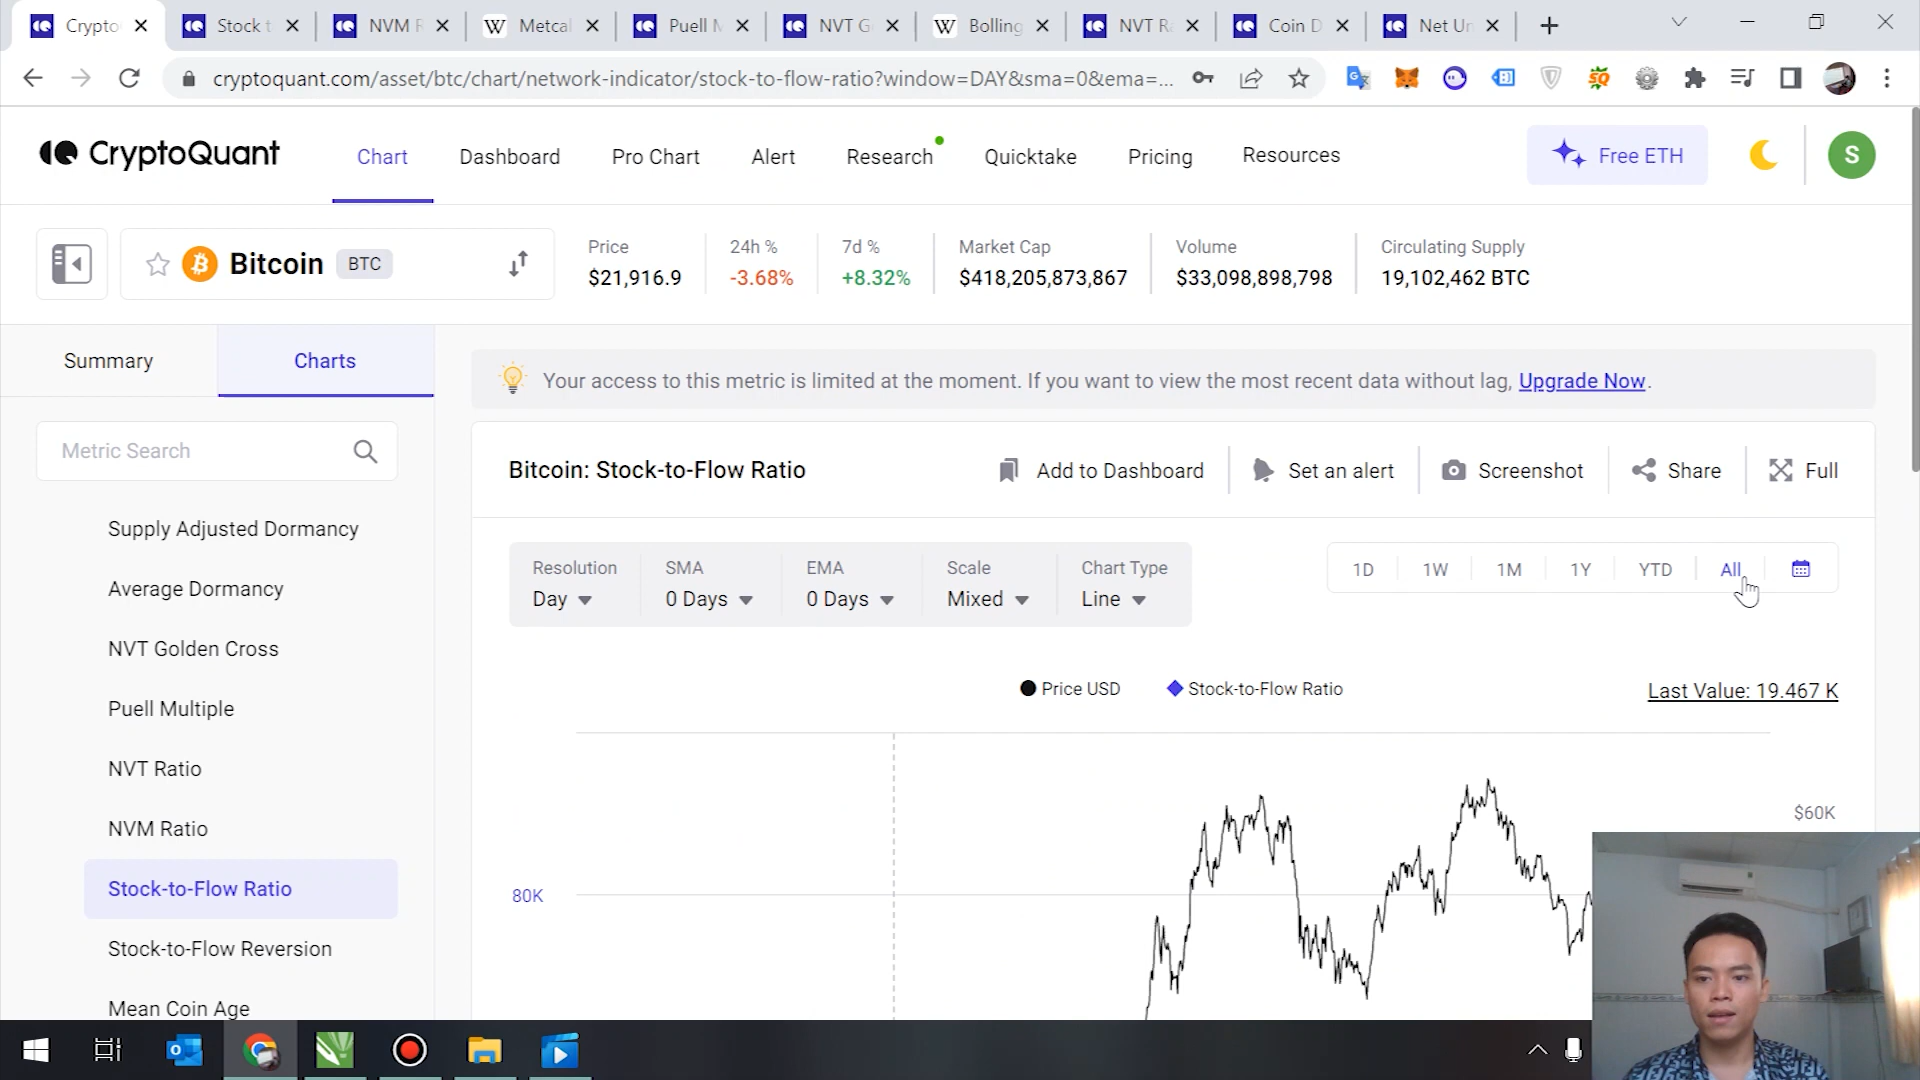 Crypto
Stock t
NVM R
Metcal
Puell M
NVT G
Bolling
NVT Ra
Coin D
Net Un
cryptoquant.com/asset/btc/chart/network-indicator/stock-to-flow-ratio?window=DAY&sma=0&ema=...
CryptoQuant
Chart
Dashboard
Pro Chart
Alert
Research
Quicktake
Pricing
Resources
Free ETH
S
Bitcoin BTC
Price
$21,916.9
24h %
-3.68%
7d %
+8.32%
Market Cap
$418,205,873,867
Volume
$33,098,898,798
Circulating Supply
19,102,462 BTC
Summary
Charts
Your access to this metric is limited at the moment. If you want to view the most recent data without lag, Upgrade Now.
Metric Search
Supply Adjusted Dormancy
Average Dormancy
NVT Golden Cross
Puell Multiple
NVT Ratio
NVM Ratio
Stock-to-Flow Ratio
Stock-to-Flow Reversion
Mean Coin Age
Bitcoin: Stock-to-Flow Ratio
Add to Dashboard
Set an alert
Screenshot
Share
Full
Resolution
Day
SMA
0 Days
EMA
0 Days
Scale
Mixed
Chart Type
Line
1D
1W
1M
1Y
YTD
All
Price USD
Stock-to-Flow Ratio
Last Value: 19.467 K
$60K
80K